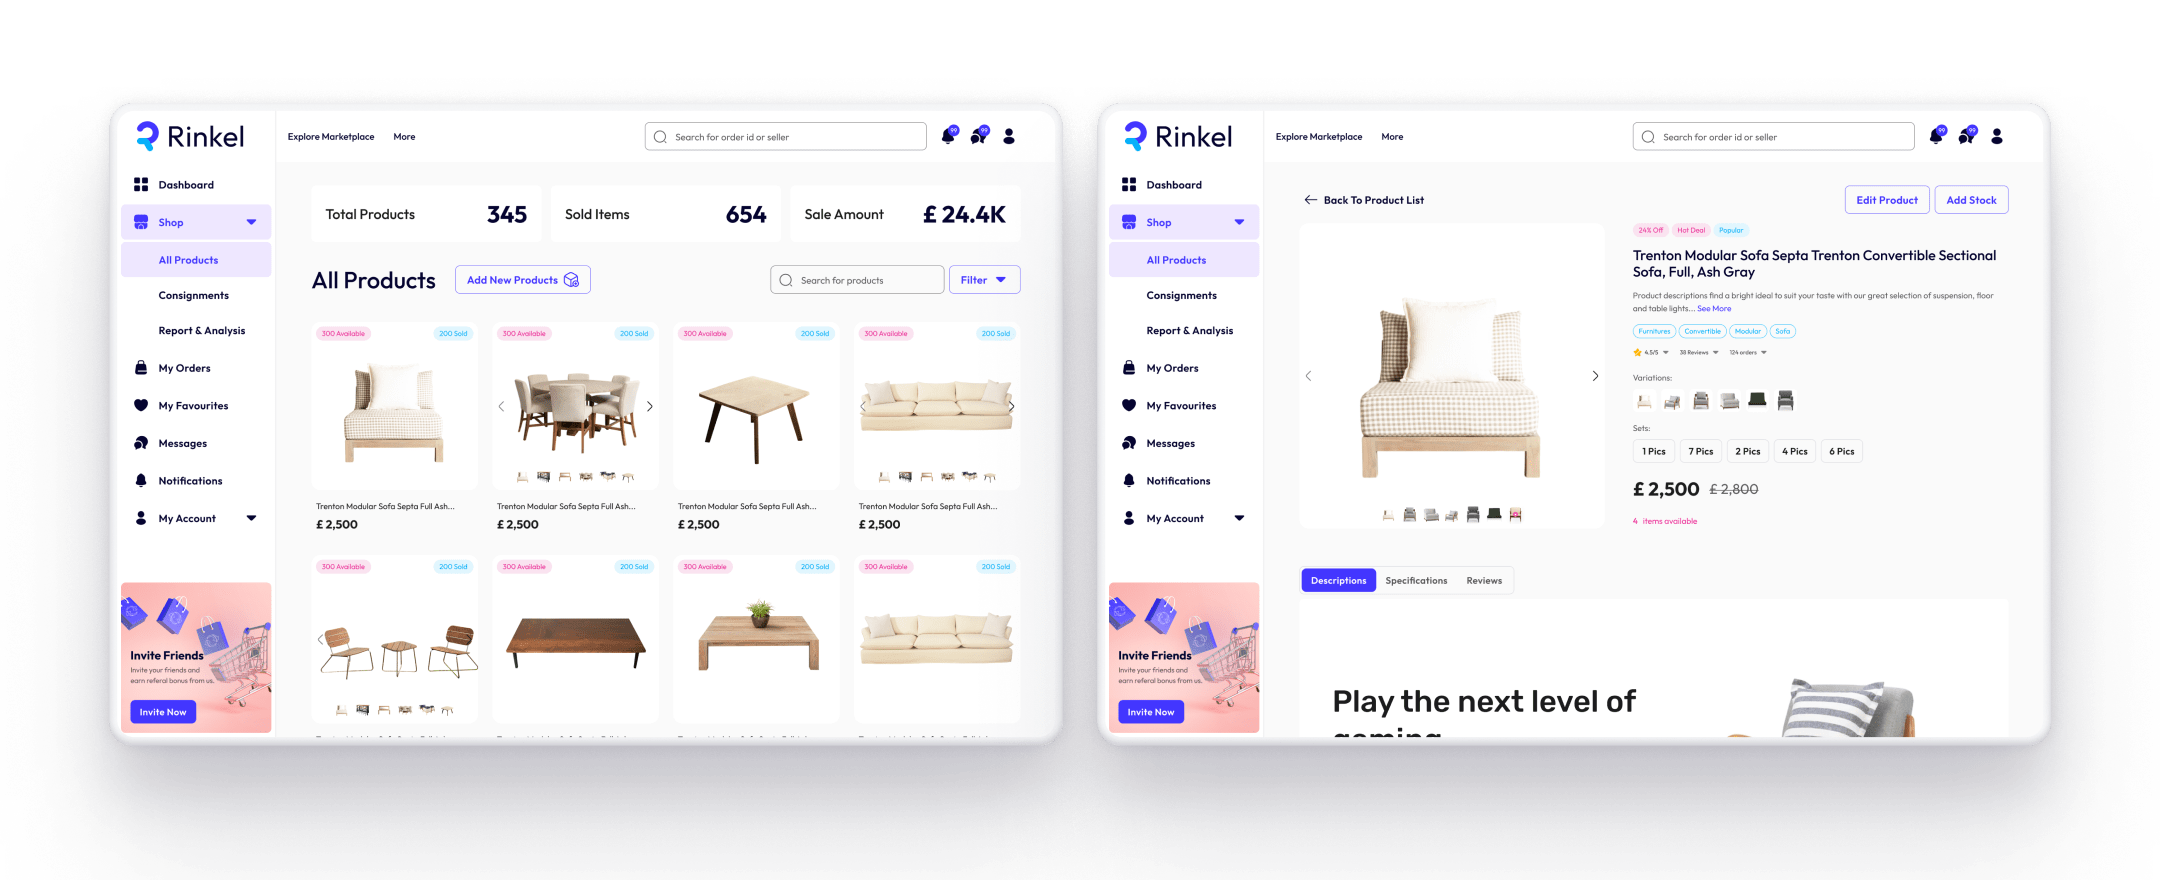 Rinkel
Explore Marketplace
More
Search for order id or seller
99
99
Dashboard
Shop
All Products
Consignments
Report & Analysis
My Orders
My Favourites
Messages
Notifications
My Account
Invite Friends
Invite your friends and
earn referal bonus from us.
Invite Now
Total Products
345
Sold Items
654
Sale Amount
£ 24.4K
All Products
Add New Products
Search for products
Filter
300 Available
200 Sold
300 Available
200 Sold
300 Available
200 Sold
300 Available
200 Sold
Trenton Modular Sofa Septa Full Ash...
£ 2,500
Trenton Modular Sofa Septa Full Ash...
£ 2,500
Trenton Modular Sofa Septa Full Ash...
£ 2,500
Trenton Modular Sofa Septa Full Ash...
£ 2,500
300 Available
200 Sold
300 Available
200 Sold
300 Available
200 Sold
300 Available
200 Sold
Rinkel
Explore Marketplace
More
Search for order id or seller
99
99
Dashboard
Shop
All Products
Consignments
Report & Analysis
My Orders
My Favourites
Messages
Notifications
My Account
Invite Friends
Invite your friends and
earn referal bonus from us.
Invite Now
Back To Product List
Edit Product
Add Stock
24% Off
Hot Deal
Popular
Trenton Modular Sofa Septa Trenton Convertible Sectional
Sofa, Full, Ash Gray
Product descriptions find a bright ideal to suit your taste with our great selection of suspension, floor
and table lights... See More
Furnitures
Convertible
Modular
Sofa
4.5/5
38 Reviews
124 orders
Variations:
Sets:
1 Pics
7 Pics
2 Pics
4 Pics
6 Pics
£ 2,500
£ 2,800
4 items available
Descriptions
Specifications
Reviews
Play the next level of
gaming